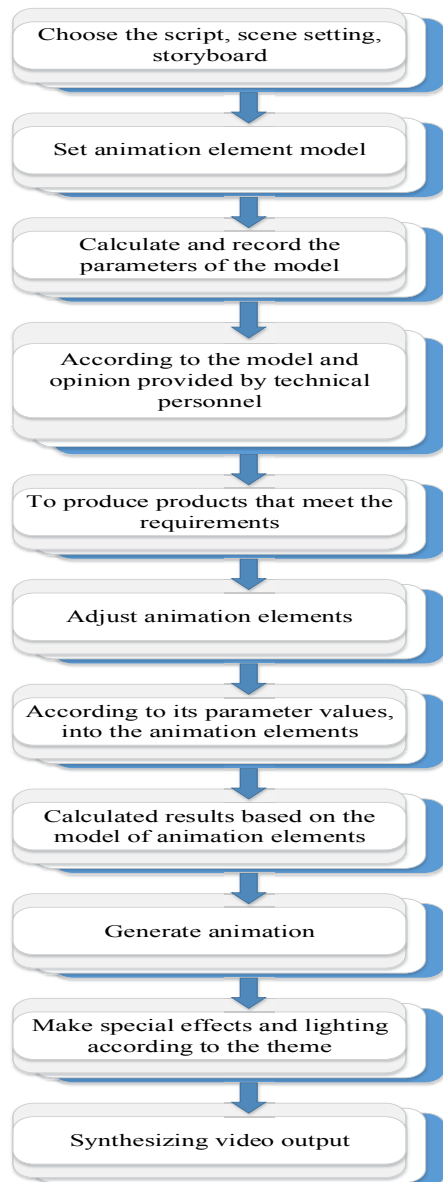 Choose the script, scene setting,
storyboard
Set animation element model
Calculate and record the
parameters of the model
According to the model and
opinion provided by technical
personnel
To produce products that meet the
requirements
Adjust animation elements
According to its parameter values,
into the animation elements
Calculated results based on the
model of animation elements
Generate animation
Make special effects and lighting
according to the theme
Synthesizing video output